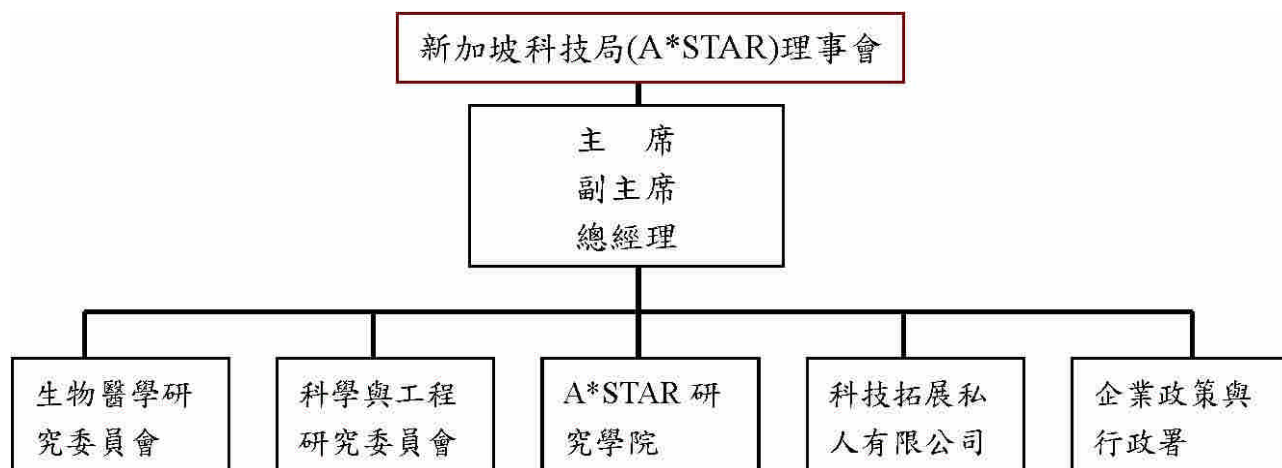 新加坡科技局(A*STAR)理事會
主　席
副主席
總經理
生物醫學研
究委員會
科學與工程
研究委員會
A*STAR 研
究學院
科技拓展私
人有限公司
企業政策與
行政署